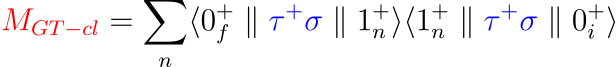 $M_{GT-cl} = \sum_{n} \langle 0_f^+ \parallel \tau^+ \sigma \parallel 1_n^+ \rangle \langle 1_n^+ \parallel \tau^+ \sigma \parallel 0_i^+ \rangle$